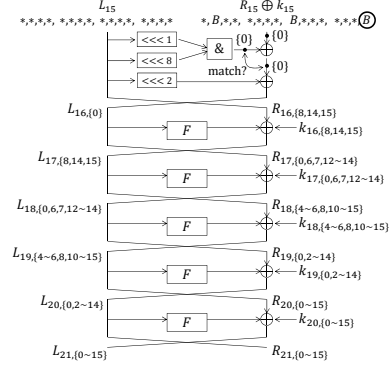 L15 R15 ⊕ k15
*,*,*,*, *,*,*,*, *,*,*,*, *,*,*,* *,B,*,*, *,*,*,*, B,*,*,*, *,*,*,B
<<< 1 {0} {0}
&
<<< 8
match? {0}
<<< 2
L16,{0} R16,{8,14,15}
F k16,{8,14,15}
L17,{8,14,15} R17,{0,6,7,12~14}
F k17,{0,6,7,12~14}
L18,{0,6,7,12~14} R18,{4~6,8,10~15}
F k18,{4~6,8,10~15}
L19,{4~6,8,10~15} R19,{0,2~14}
F k19,{0,2~14}
L20,{0,2~14} R20,{0~15}
F k20,{0~15}
L21,{0~15} R21,{0~15}